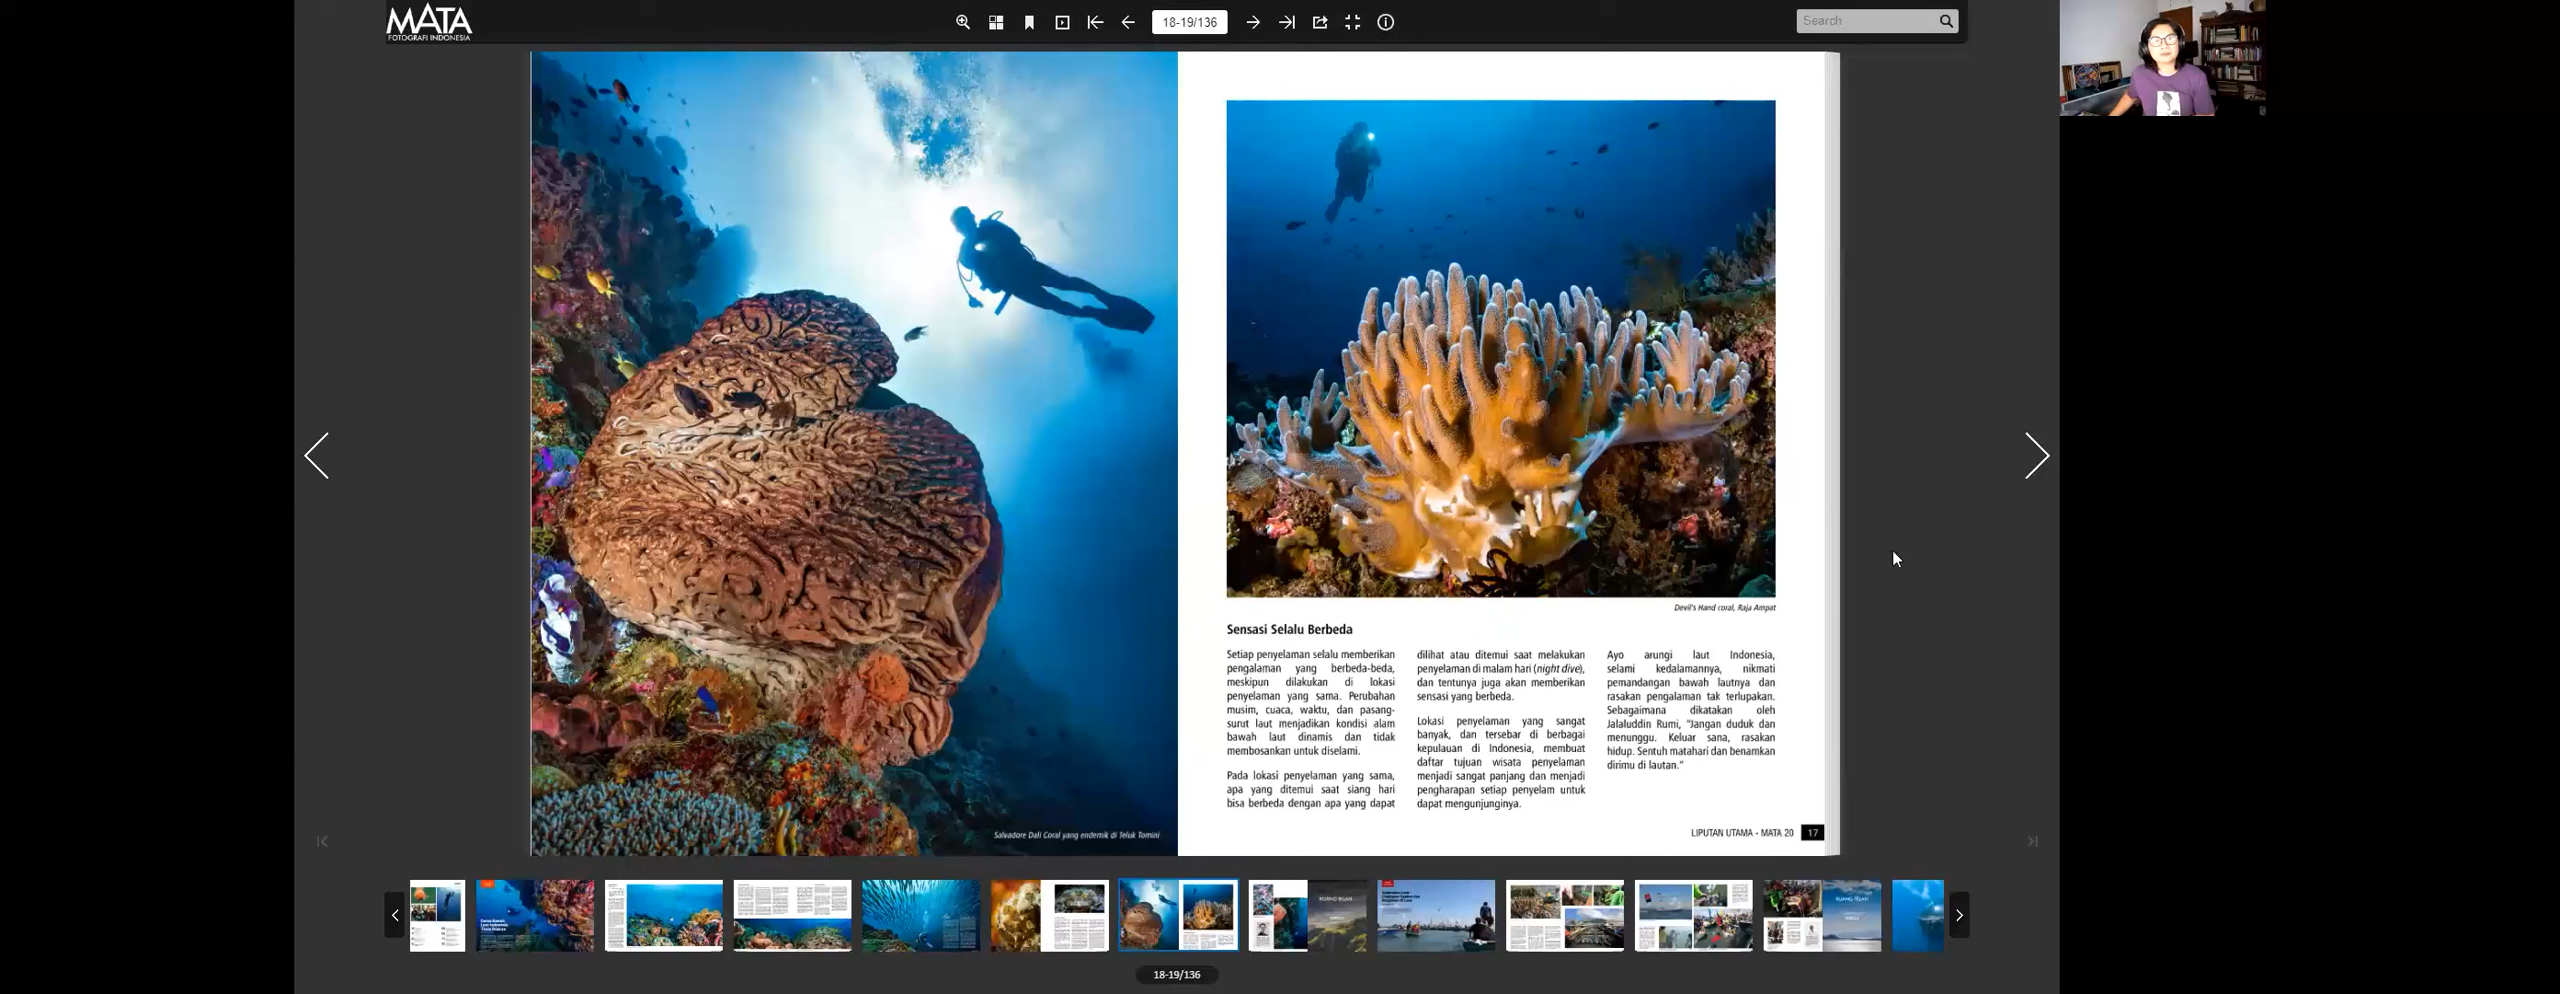 MATA
FOTOGRAFI INDONESIA
18-19/136
Search
Salvadore Dali Coral yang endemik di Teluk Tomini
Devil's Hand coral, Raja Ampat
Sensasi Selalu Berbeda
Setiap penyelaman selalu memberikan
pengalaman yang berbeda-beda,
meskipun dilakukan di lokasi
penyelaman yang sama. Perubahan
musim, cuaca, waktu, dan pasang-
surut laut menjadikan kondisi alam
bawah laut dinamis dan tidak
membosankan untuk diselami.
Pada lokasi penyelaman yang sama,
apa yang ditemui saat siang hari
bisa berbeda dengan apa yang dapat
dilihat atau ditemui saat melakukan
penyelaman di malam hari (night dive),
dan tentunya juga akan memberikan
sensasi yang berbeda.
Lokasi penyelaman yang sangat
banyak, dan tersebar di berbagai
kepulauan di Indonesia, membuat
daftar tujuan wisata penyelaman
menjadi sangat panjang dan menjadi
pengharapan setiap penyelam untuk
dapat mengunjunginya.
Ayo arungi laut Indonesia,
selami kedalamannya, nikmati
pemandangan bawah lautnya dan
rasakan pengalaman tak terlupakan.
Sebagaimana dikatakan oleh
Jalaluddin Rumi, "Jangan duduk dan
menunggu. Keluar sana, rasakan
hidup. Sentuh matahari dan benamkan
dirimu di lautan."
LIPUTAN UTAMA - MATA 20 17
18-19/136